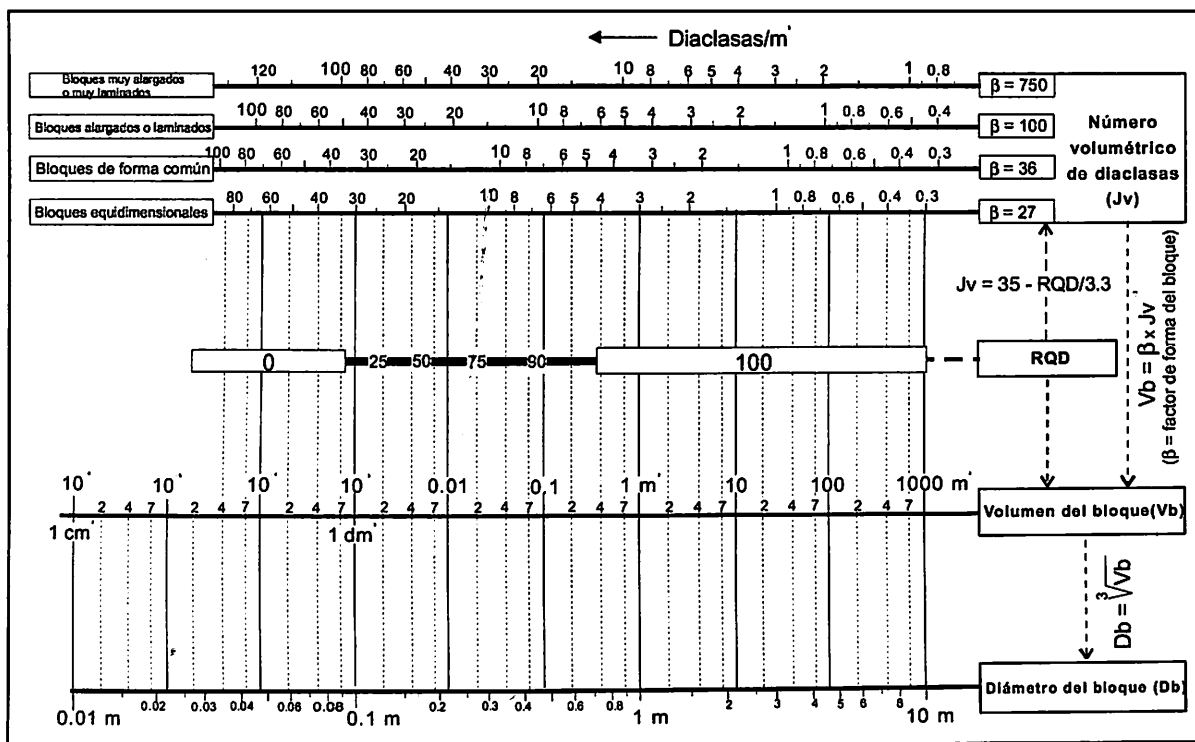 ← Diaclasas/m'
Bloques muy alargados
o muy laminados
120 100 80 60 40 30 20 10 8 6 5 4 3 2 1 0.8
β = 750
Bloques alargados o laminados
100 80 60 40 30 20 10 8 6 5 4 3 2 1 0.8 0.6 0.4
β = 100
Bloques de forma común
100 80 60 40 30 20 10 8 6 5 4 3 2 1 0.8 0.6 0.4 0.3
β = 36
Bloques equidimensionales
80 60 40 30 20 10 8 6 5 4 3 2 1 0.8 0.6 0.4 0.3
β = 27
Número
volumétrico
de diaclasas
(Jv)
Jv = 35 - RQD/3.3
Vb = β x Jv'
(β = factor de forma del bloque)
0 25 50 75 90 100
RQD
10' 10' 10' 10' 0.01 0.1 1 m' 10 100 1000 m'
2 4 7 2 4 7 2 4 7 2 4 7 2 4 7 2 4 7 2 4 7 2 4 7 2 4 7
1 cm' 1 dm'
Volumen del bloque(Vb)
Db = ∛Vb
Diámetro del bloque (Db)
0.01 m 0.02 0.03 0.04 0.06 0.08 0.1 m 0.2 0.3 0.4 0.6 0.8 1 m 2 3 4 5 6 8 10 m